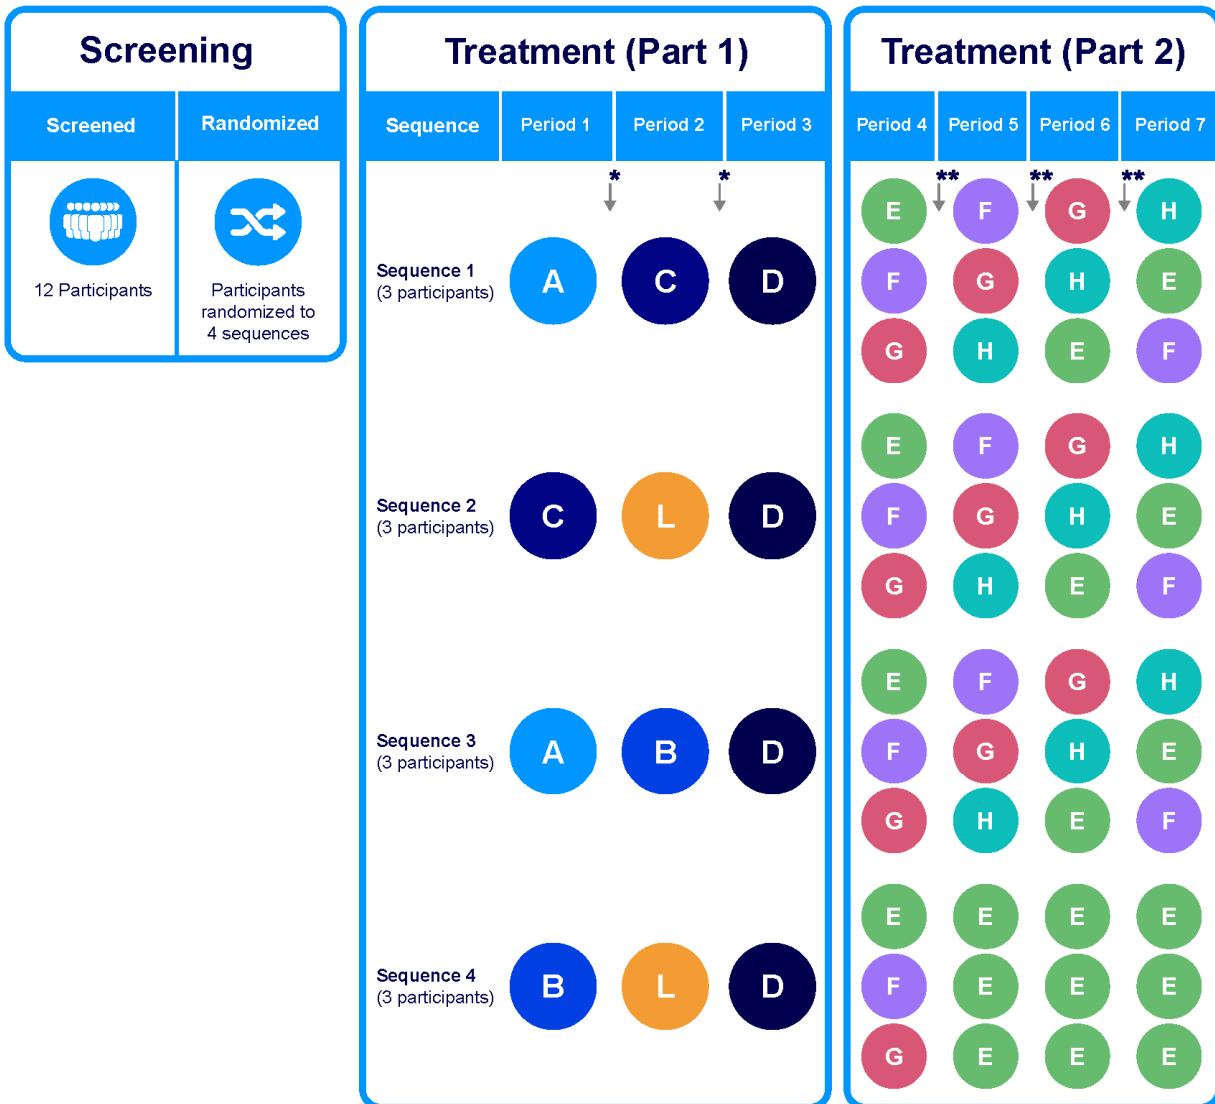 Screening
Screened Randomized
12 Participants
Participants
randomized to
4 sequences
Treatment (Part 1)
Sequence Period 1 Period 2 Period 3
* *
Sequence 1
(3 participants)
A C D
Sequence 2
(3 participants)
C L D
Sequence 3
(3 participants)
A B D
Sequence 4
(3 participants)
B L D
Treatment (Part 2)
Period 4 Period 5 Period 6 Period 7
** ** **
E F G H
F G H E
G H E F
E F G H
F G H E
G H E F
E F G H
F G H E
G H E F
E E E E
F E E E
G E E E